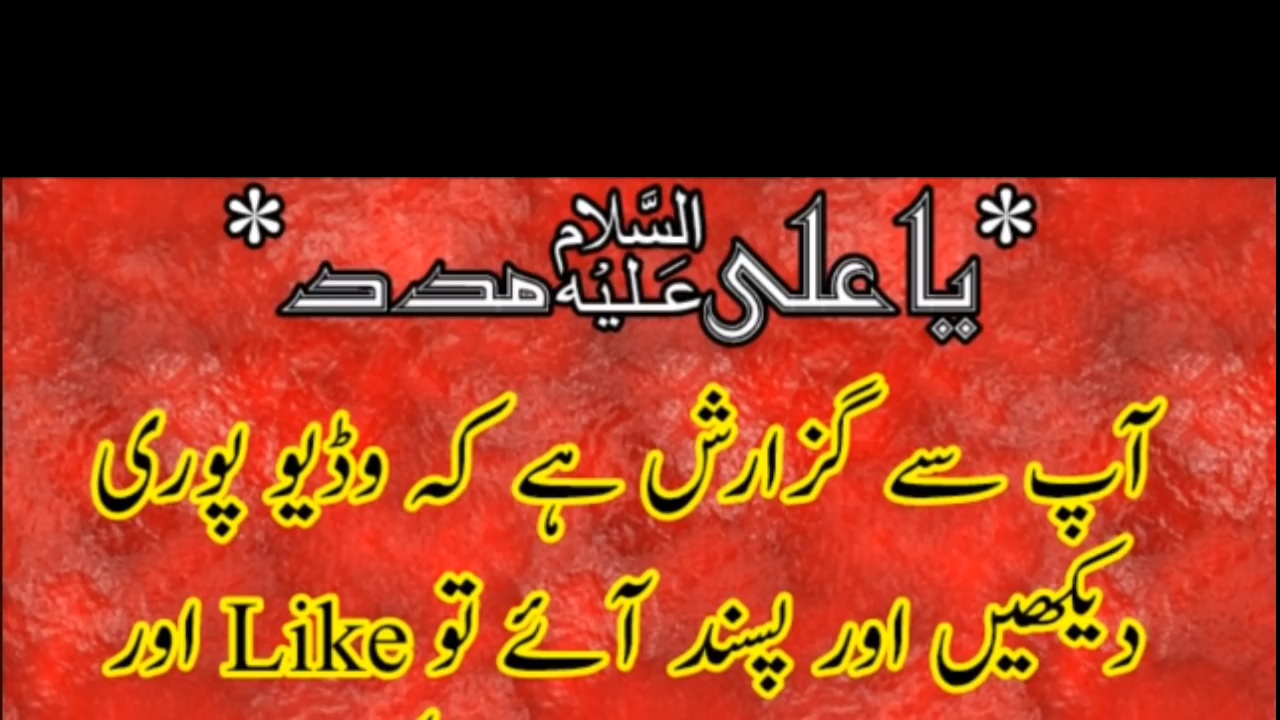 *یا علی علیہ السلام مدد*
آپ سے گزارش ہے کہ وڈیو پوری
دیکھیں اور پسند آئے تو Like اور